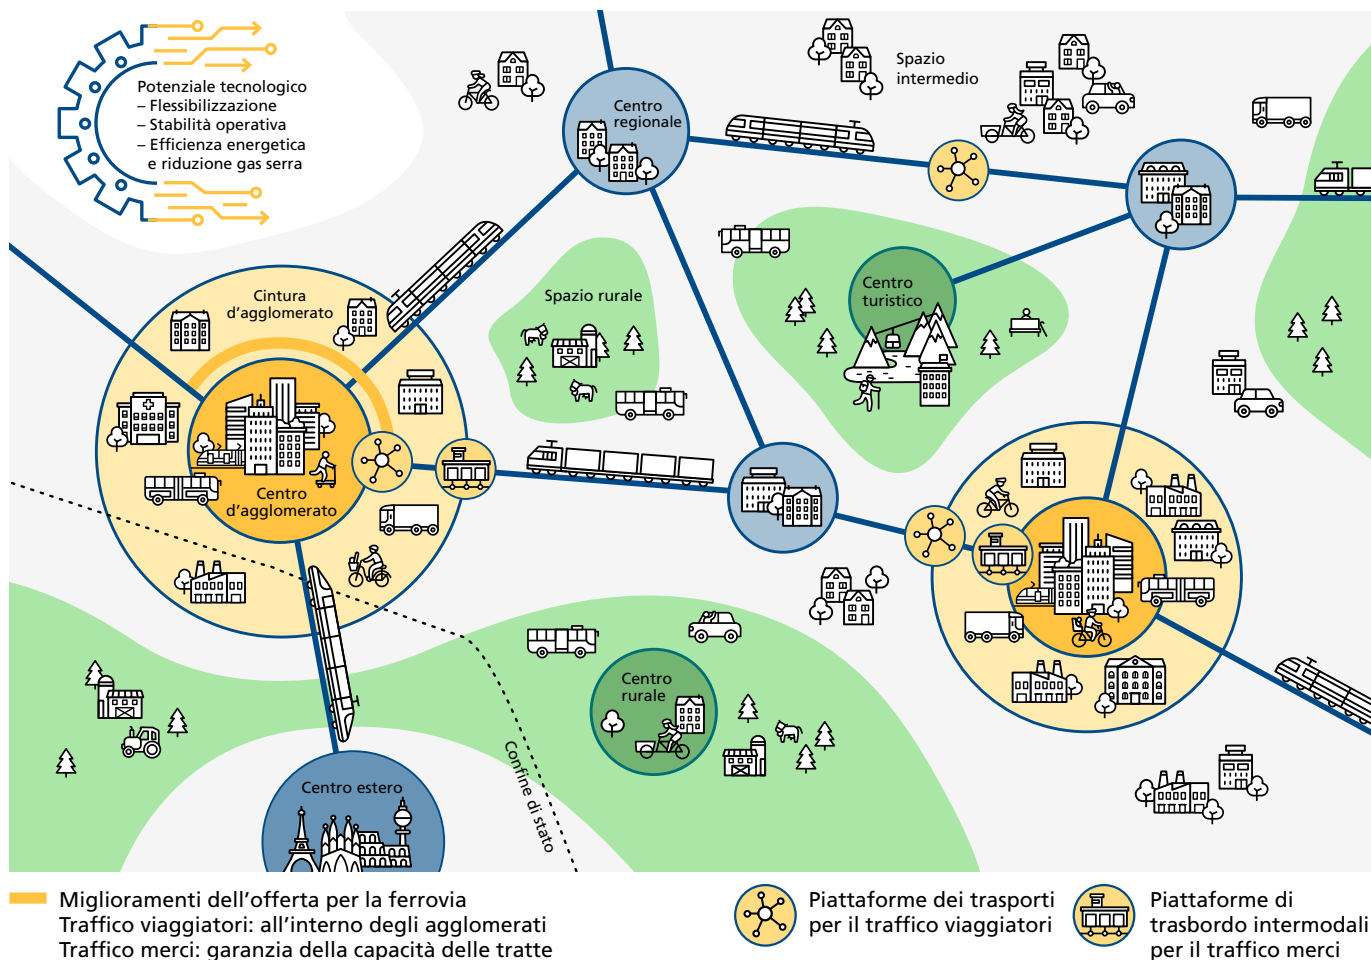 Potenziale tecnologico
– Flessibilizzazione
– Stabilità operativa
– Efficienza energetica
e riduzione gas serra
Centro
regionale
Spazio
intermedio
Cintura
d’agglomerato
Spazio rurale
Centro
turistico
Centro
d’agglomerato
Centro
rurale
Centro estero
Confine di stato
Miglioramenti dell’offerta per la ferrovia
Traffico viaggiatori: all’interno degli agglomerati
Traffico merci: garanzia della capacità delle tratte
Piattaforme dei trasporti
per il traffico viaggiatori
Piattaforme di
trasbordo intermodali
per il traffico merci